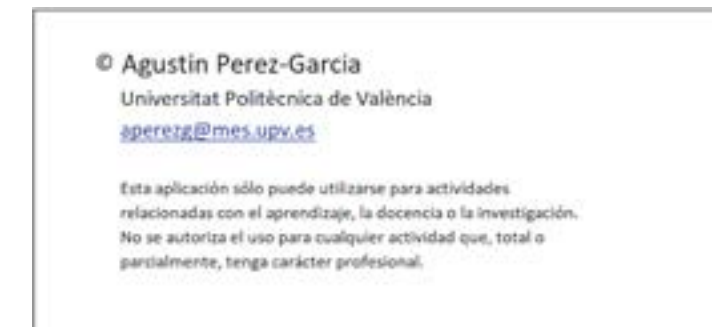 © Agustin Perez-Garcia
Universitat Politècnica de València
aperezg@mes.upv.es
Esta aplicación sólo puede utilizarse para actividades
relacionadas con el aprendizaje, la docencia o la investigación.
No se autoriza el uso para cualquier actividad que, total o
parcialmente, tenga carácter profesional.